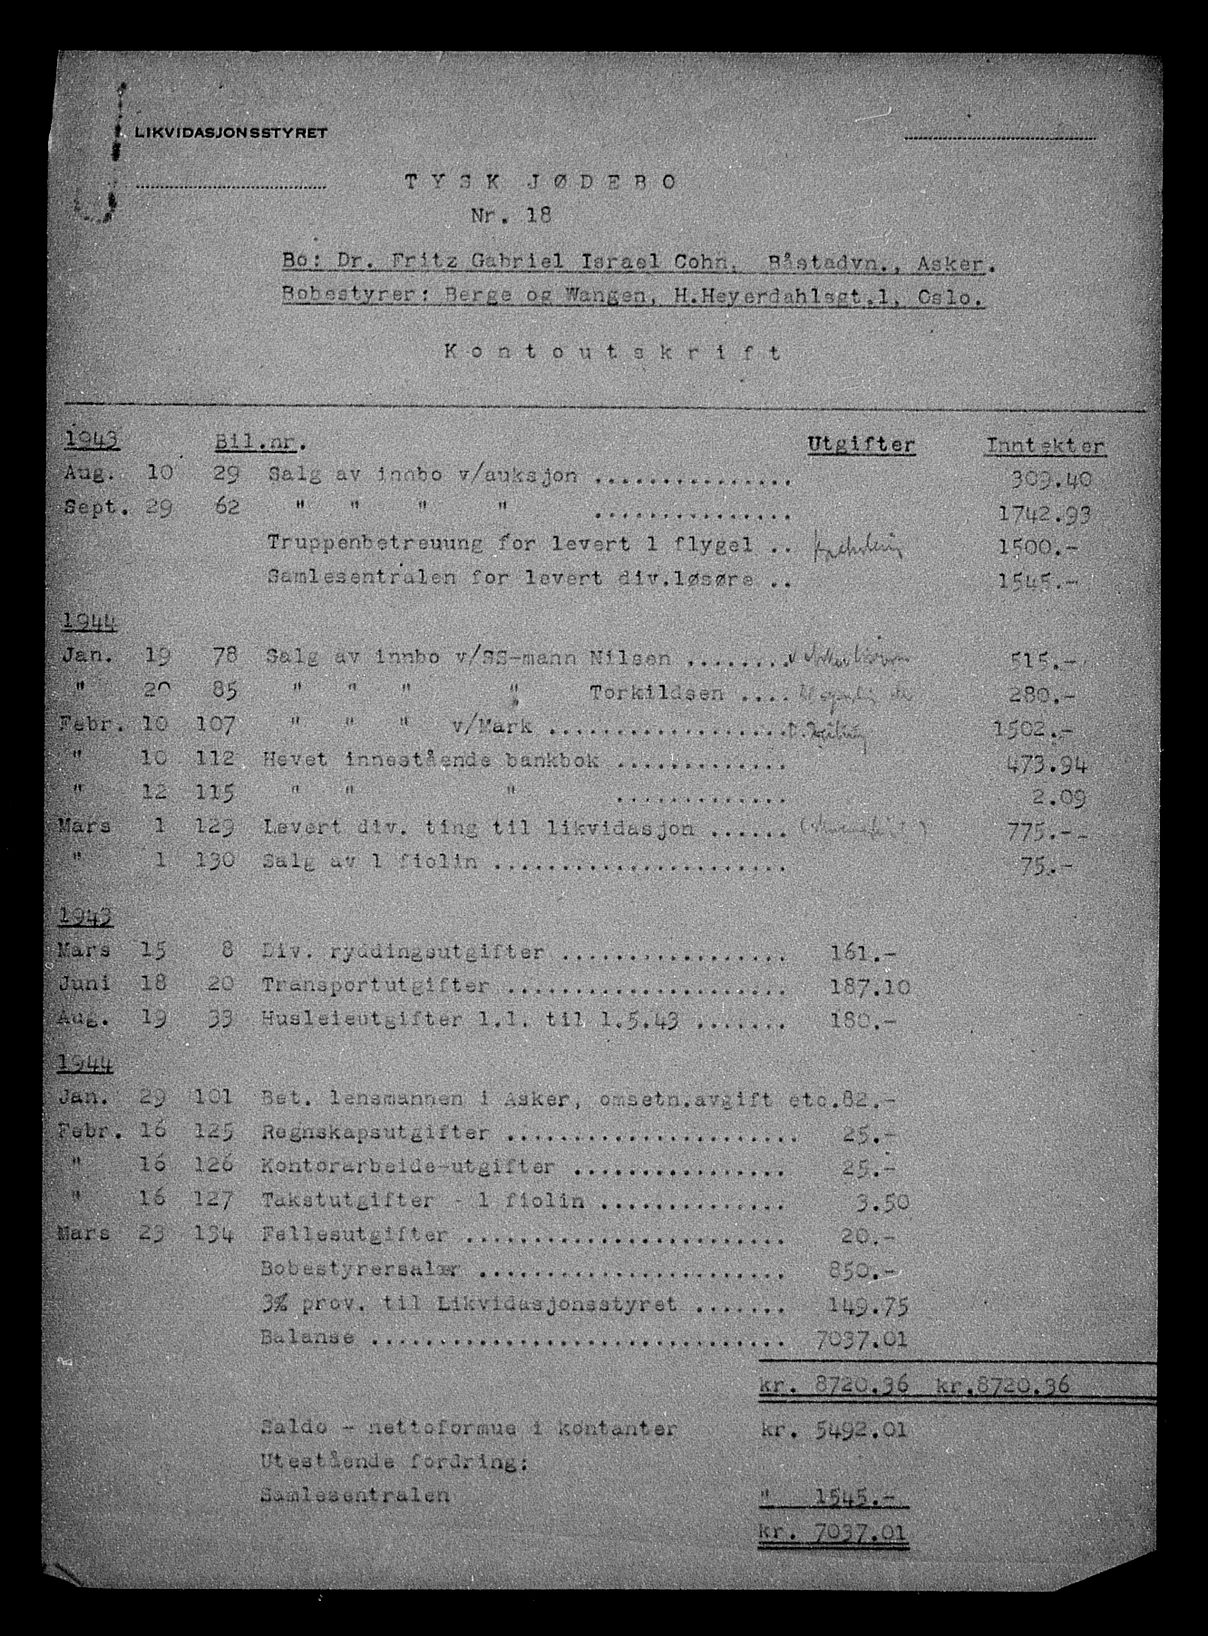 LIKVIDASJONSSTYRET
TYSK JØDEBO
Nr. 18
Bo: Dr. Fritz Gabriel Israel Cohn, Båstadvn., Asker.
Bobestyrer: Berge og Wangen, H.Heyerdahlsgt.1, Oslo.
Kontoutskrift
1943 Bil.nr. Utgifter Inntekter
Aug. 10 29 Salg av innbo v/auksjon ............... 309.40
Sept. 29 62 " " " " ............... 1742.93
Truppenbetreuung for levert 1 flygel .. 1500.-
Samlesentralen for levert div.løsøre .. 1545.-
1944
Jan. 19 78 Salg av innbo v/SS-mann Nilsen ........ 515.-
" 20 85 " " " " Torkildsen .... 280.-
Febr. 10 107 " " " v/Mark .................. 1502.-
" 10 112 Hevet innestående bankbok ............. 473.94
" 12 115 " " " ............. 2.09
Mars 1 129 Levert div. ting til likvidasjon ...... 775.--
" 1 130 Salg av 1 fiolin ...................... 75.-
1943
Mars 15 8 Div. ryddingsutgifter ................. 161.-
Juni 18 20 Transportutgifter ..................... 187.10
Aug. 19 33 Husleieutgifter 1.1. til 1.5.43 ....... 180.-
1944
Jan. 29 101 Bet. lensmannen i Asker, omsetn.avgift etc.82.-
Febr. 16 125 Regnskapsutgifter ...................... 25.-
" 16 126 Kontorarbeide-utgifter ................ 25.-
" 16 127 Takstutgifter - 1 fiolin .............. 3.50
Mars 23 134 Fellesutgifter ........................ 20.-
Bobestyrersalær ....................... 850.-
3% prov. til Likvidasjonsstyret ....... 149.75
Balanse ............................... 7037.01
kr. 8720.36 kr.8720.36
Saldo - nettoformue i kontanter kr. 5492.01
Utestående fordring:
Samlesentralen " 1545.-
kr. 7037.01